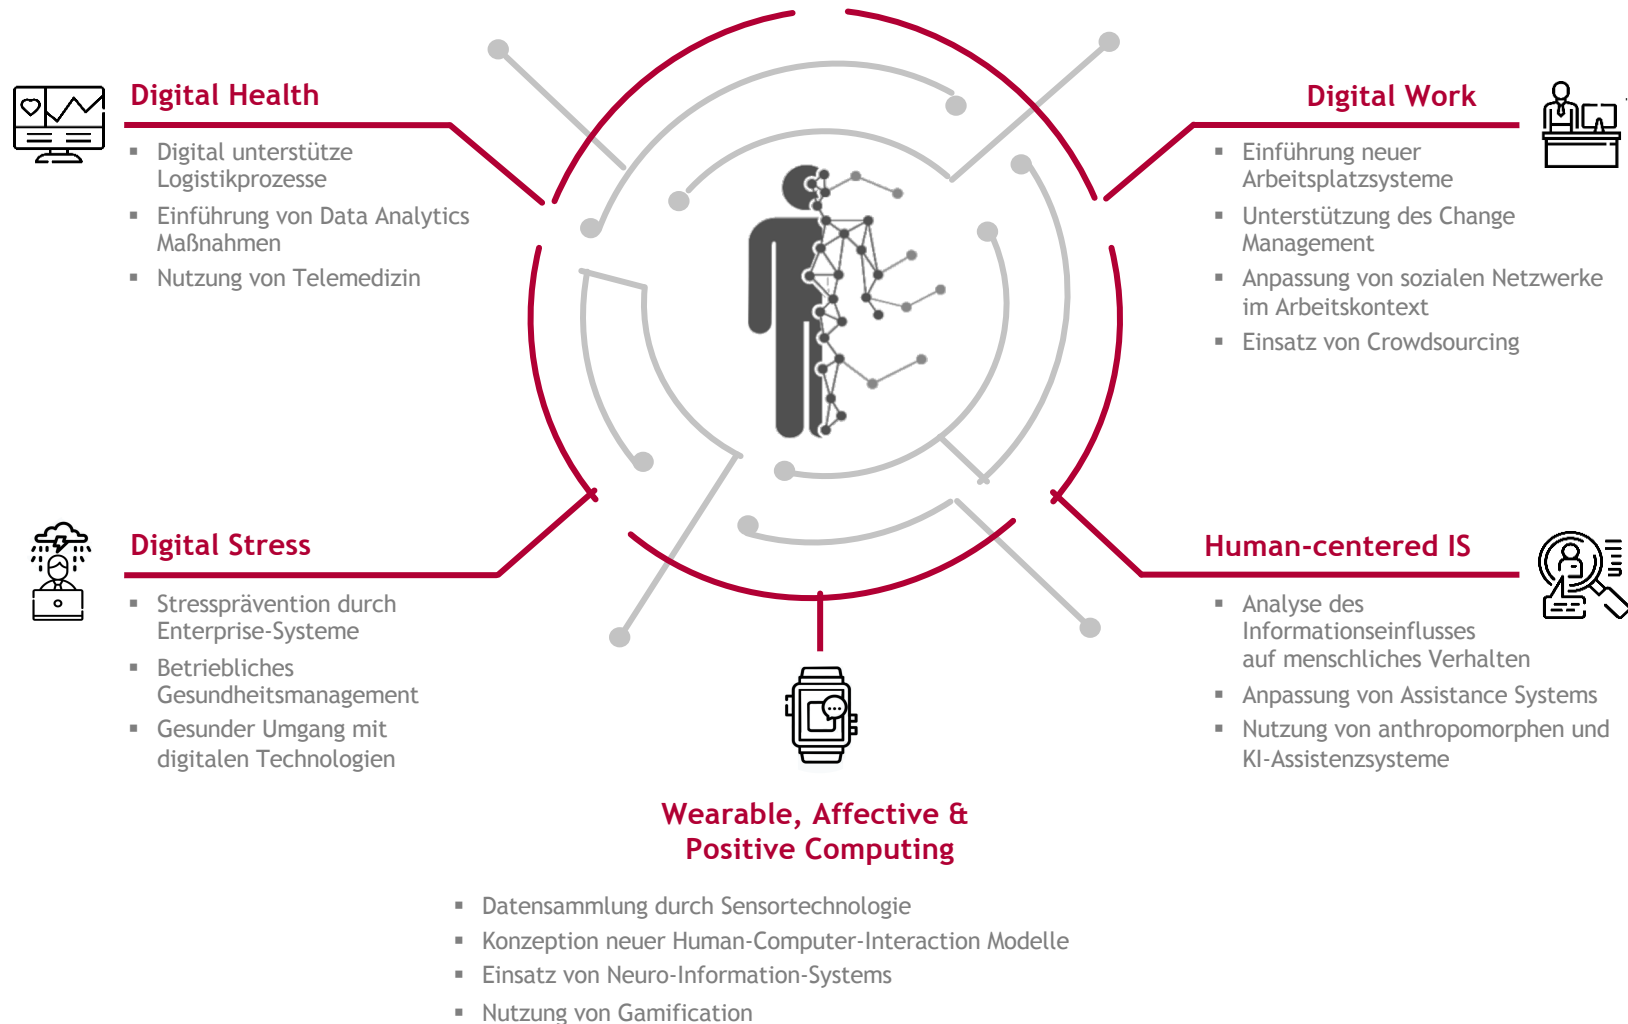 Digital Health
▪ Digital unterstütze
Logistikprozesse
▪ Einführung von Data Analytics
Maßnahmen
▪ Nutzung von Telemedizin
Digital Work
▪ Einführung neuer
Arbeitsplatzsysteme
▪ Unterstützung des Change
Management
▪ Anpassung von sozialen Netzwerke
im Arbeitskontext
▪ Einsatz von Crowdsourcing
Digital Stress
▪ Stressprävention durch
Enterprise-Systeme
▪ Betriebliches
Gesundheitsmanagement
▪ Gesunder Umgang mit
digitalen Technologien
Human-centered IS
▪ Analyse des
Informationseinflusses
auf menschliches Verhalten
▪ Anpassung von Assistance Systems
▪ Nutzung von anthropomorphen und
KI-Assistenzsysteme
Wearable, Affective &
Positive Computing
▪ Datensammlung durch Sensortechnologie
▪ Konzeption neuer Human-Computer-Interaction Modelle
▪ Einsatz von Neuro-Information-Systems
▪ Nutzung von Gamification